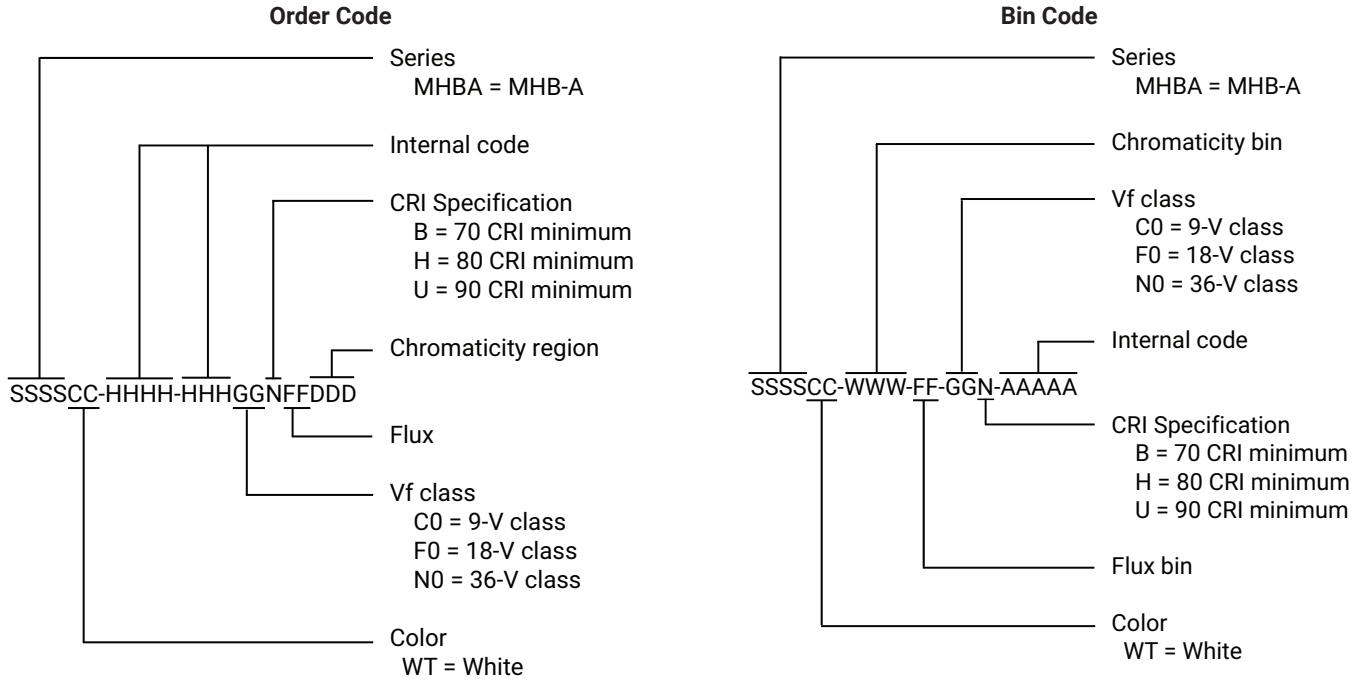 Order Code
Series
MHBA = MHB-A
Internal code
CRI Specification
B = 70 CRI minimum
H = 80 CRI minimum
U = 90 CRI minimum
Chromaticity region
SSSSCC-HHHH-HHHGGNFFDDD
Flux
Vf class
C0 = 9-V class
F0 = 18-V class
N0 = 36-V class
Color
WT = White
Bin Code
Series
MHBA = MHB-A
Chromaticity bin
Vf class
C0 = 9-V class
F0 = 18-V class
N0 = 36-V class
Internal code
SSSSCC-WWW-FF-GGN-AAAAA
CRI Specification
B = 70 CRI minimum
H = 80 CRI minimum
U = 90 CRI minimum
Flux bin
Color
WT = White